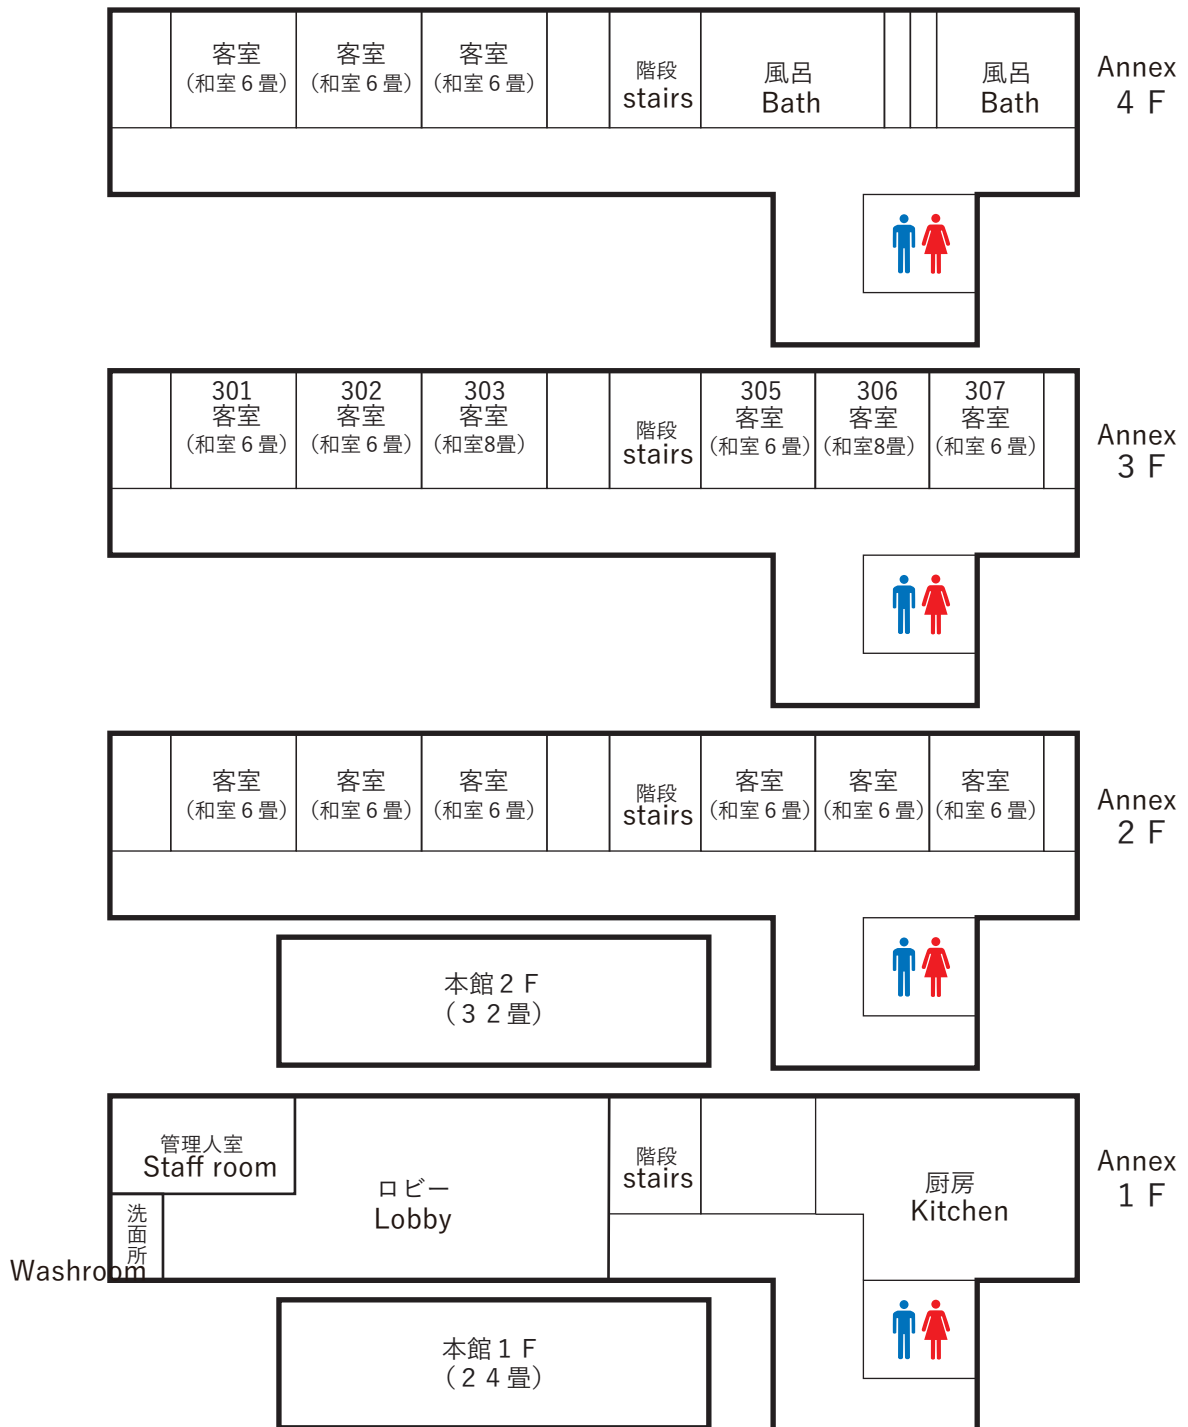 客室
(和室６畳)
客室
(和室６畳)
客室
(和室６畳)
階段
stairs
風呂
Bath
風呂
Bath
Annex
４Ｆ
301
客室
(和室６畳)
302
客室
(和室６畳)
303
客室
(和室8畳)
階段
stairs
305
客室
(和室６畳)
306
客室
(和室8畳)
307
客室
(和室６畳)
Annex
３Ｆ
客室
(和室６畳)
客室
(和室６畳)
客室
(和室６畳)
階段
stairs
客室
(和室６畳)
客室
(和室６畳)
客室
(和室６畳)
Annex
２Ｆ
本館２Ｆ
（３２畳）
管理人室
Staff room
洗面所
Washroom
ロビー
Lobby
階段
stairs
厨房
Kitchen
Annex
１Ｆ
本館１Ｆ
（２４畳）